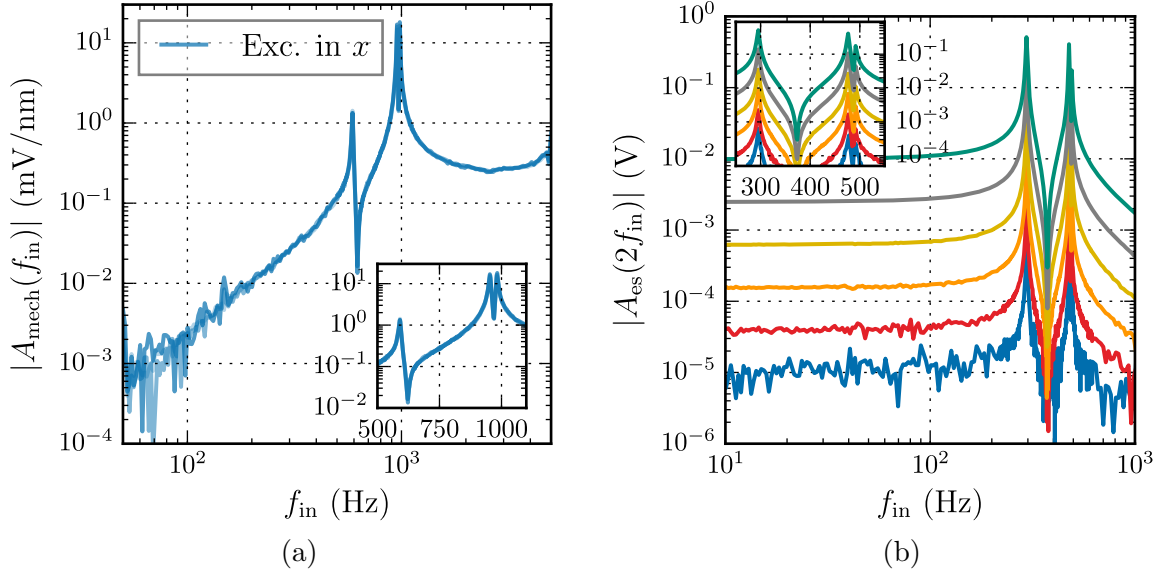 |A_mech(f_in)| (mV/nm)
10^1
10^0
10^−1
10^−2
10^−3
10^−4
Exc. in x
10^1
10^0
10^−1
10^−2
500 750 1000
10^2 10^3
f_in (Hz)
(a)
|A_es(2f_in)| (V)
10^0
10^−1
10^−2
10^−3
10^−4
10^−5
10^−6
10^−1
10^−2
10^−3
10^−4
300 400 500
10^1 10^2 10^3
f_in (Hz)
(b)